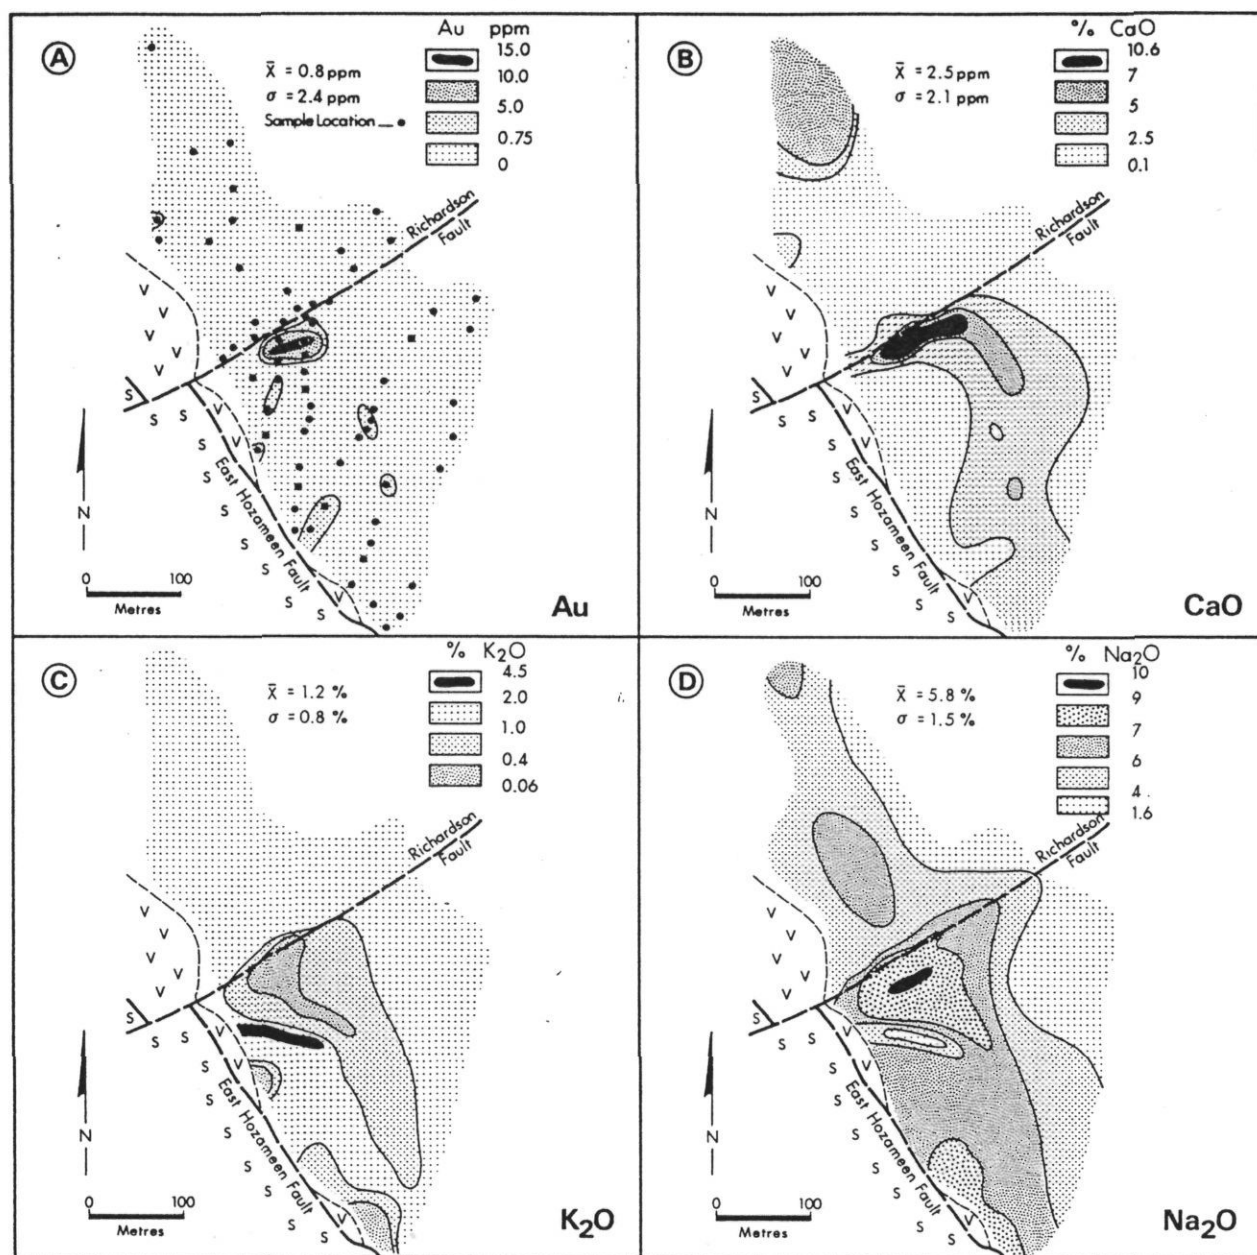 A
Au ppm
15.0
10.0
5.0
0.75
0
X̄ = 0.8 ppm
σ = 2.4 ppm
Sample Location
Richardson
Fault
V
V
V
V
V
S
S
S
V
V
S
S
S
S
S
S
V
East Hozameen Fault
N
0 100
Metres
Au
B
% CaO
10.6
7
5
2.5
0.1
X̄ = 2.5 ppm
σ = 2.1 ppm
Richardson
Fault
V
V
V
V
V
S
S
S
V
V
S
S
S
S
S
S
V
East Hozameen Fault
N
0 100
Metres
CaO
C
% K2O
4.5
2.0
1.0
0.4
0.06
X̄ = 1.2 %
σ = 0.8 %
Richardson
Fault
V
V
V
V
V
S
S
S
V
V
S
S
S
S
S
S
V
East Hozameen Fault
N
0 100
Metres
K2O
D
% Na2O
10
9
7
6
4
1.6
X̄ = 5.8 %
σ = 1.5 %
Richardson
Fault
V
V
V
V
V
S
S
S
V
V
S
S
S
S
S
S
V
East Hozameen Fault
N
0 100
Metres
Na2O